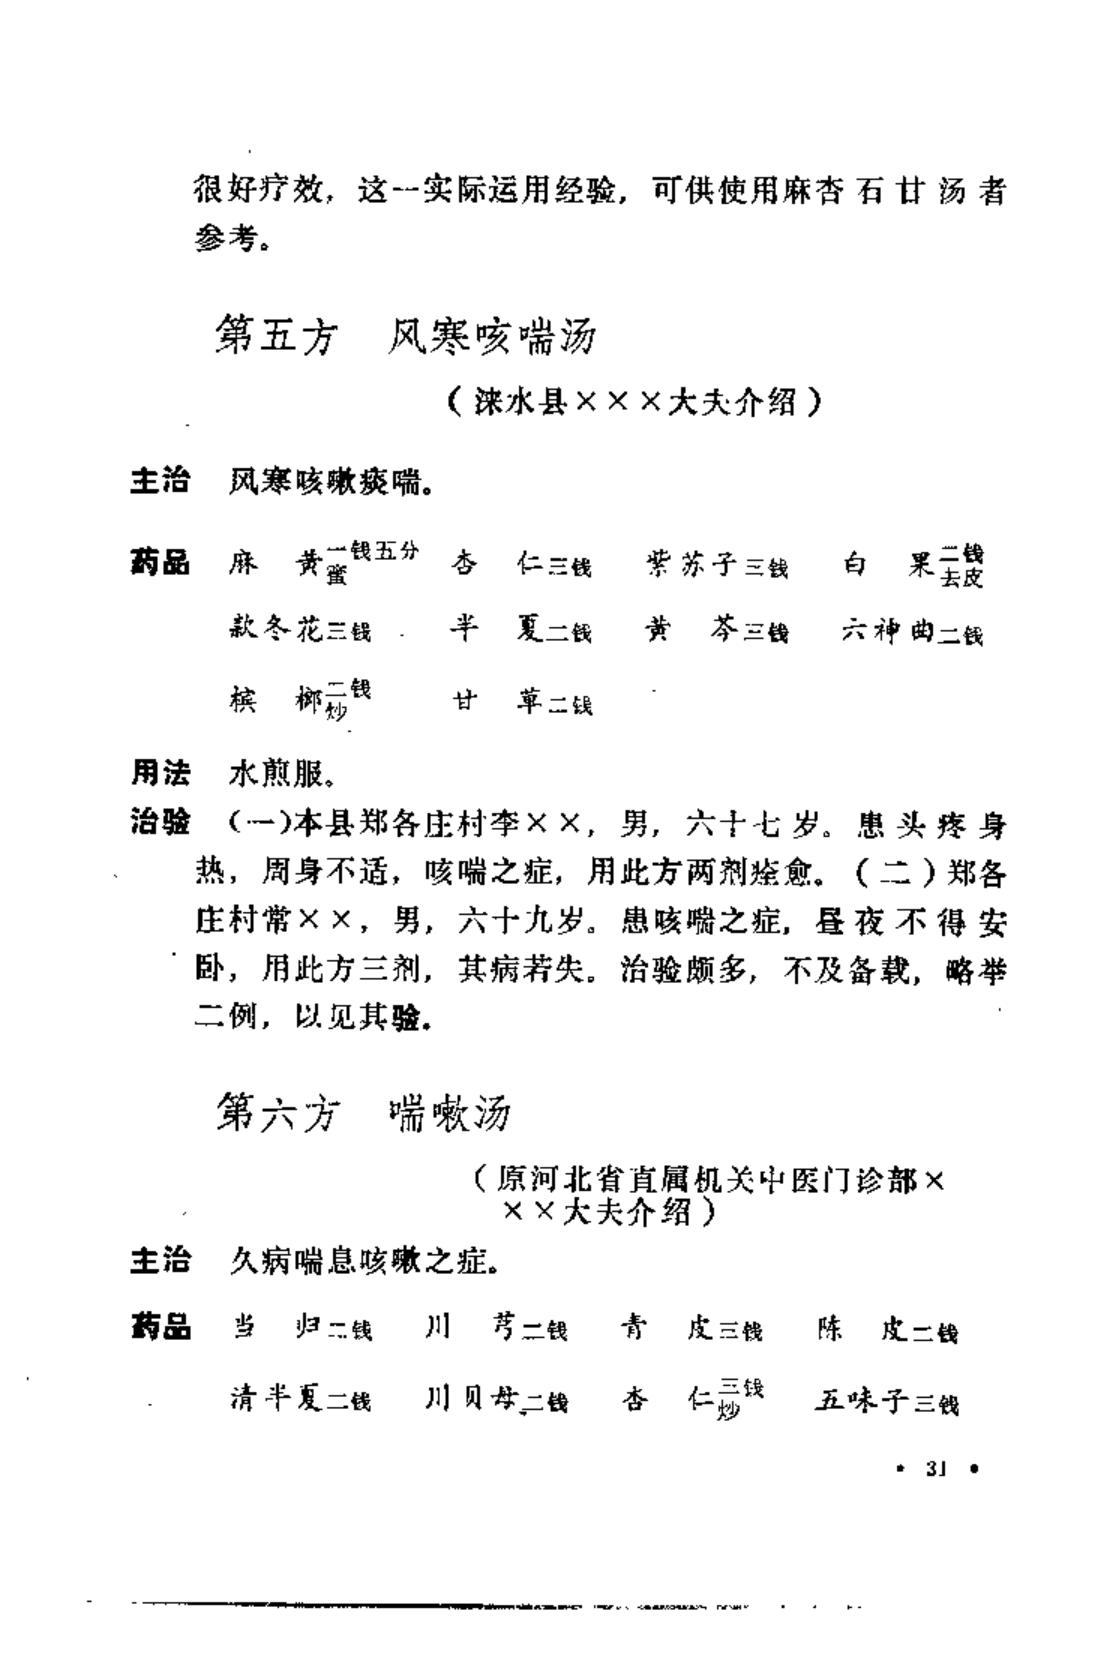 很好疗效，这一实际运用经验，可供使用麻杏石甘汤者
参考。
第五方　风寒咳喘汤
（涞水县×××大夫介绍）
主治　风寒咳嗽痰喘。
药品　麻　黄一钱五分蜜　杏　仁三钱　紫苏子三钱　白　果二钱去皮
款冬花三钱　半　夏二钱　黄　芩三钱　六神曲二钱
槟　榔二钱炒　甘　草二钱
用法　水煎服。
治验　（一）本县郑各庄村李××，男，六十七岁。患头疼身
热，周身不适，咳喘之症，用此方两剂痊愈。（二）郑各
庄村常××，男，六十九岁。患咳喘之症，昼夜不得安
卧，用此方三剂，其病若失。治验颇多，不及备载，略举
二例，以见其验。
第六方　喘嗽汤
（原河北省直属机关中医门诊部×
××大夫介绍）
主治　久病喘息咳嗽之症。
药品　当　归二钱　川　芎二钱　青　皮三钱　陈　皮二钱
清半夏二钱　川贝母二钱　杏　仁三钱炒　五味子三钱
• 31 •